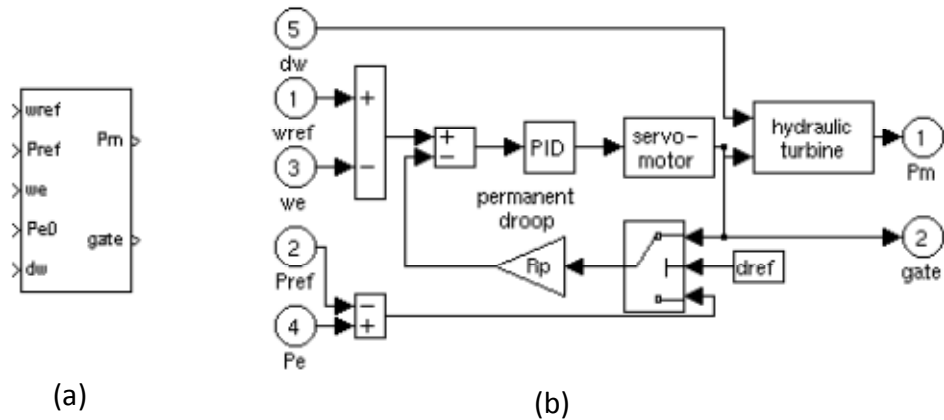 wref
Pref
we
Pe0
dw
Pm
gate
(a)
5
dw
1
wref
3
we
2
Pref
4
Pe
+
−
+
−
−
+
PID
servo-
motor
hydraulic
turbine
permanent
droop
Rp
dref
1
Pm
2
gate
(b)